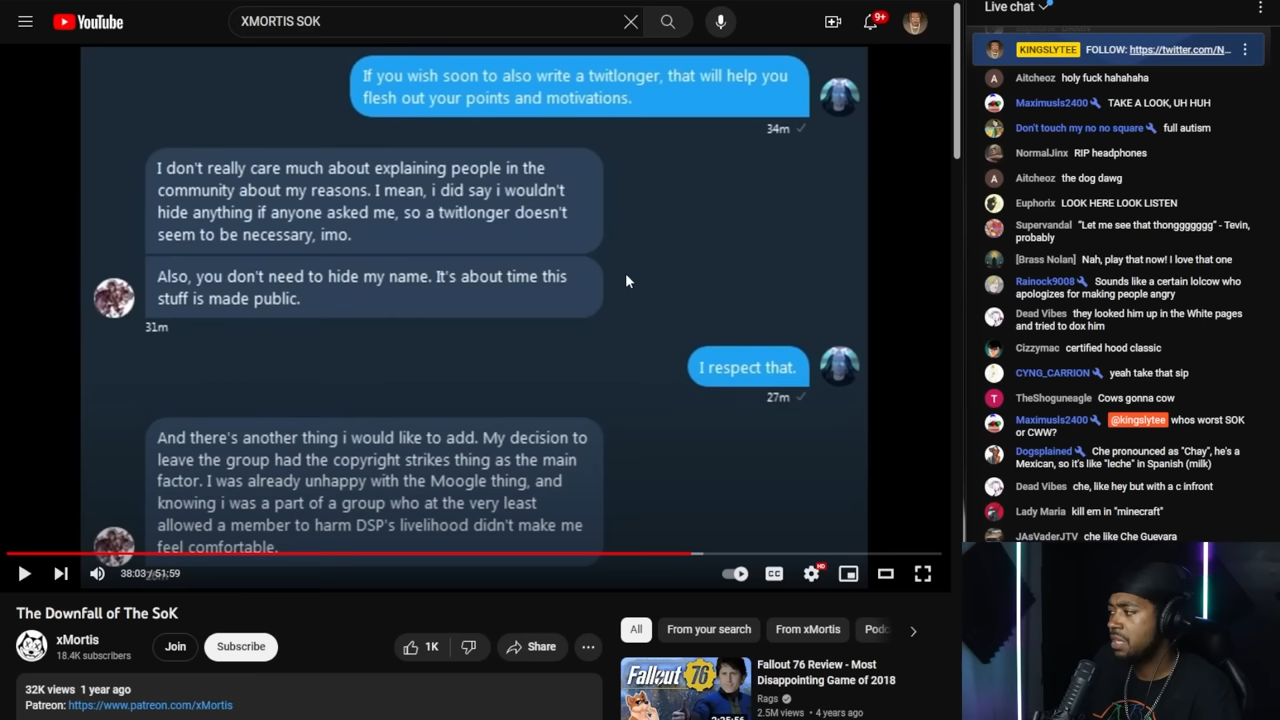 YouTube
XMORTIS SOK
9+
If you wish soon to also write a twitlonger, that will help you
flesh out your points and motivations.
34m
I don't really care much about explaining people in the
community about my reasons. I mean, i did say i wouldn't
hide anything if anyone asked me, so a twitlonger doesn't
seem to be necessary, imo.
Also, you don't need to hide my name. It's about time this
stuff is made public.
31m
I respect that.
27m
And there's another thing i would like to add. My decision to
leave the group had the copyright strikes thing as the main
factor. I was already unhappy with the Moogle thing, and
knowing i was a part of a group who at the very least
allowed a member to harm DSP's livelihood didn't make me
feel comfortable.
38:03 / 51:59
CC
HD
The Downfall of The SoK
xMortis
18.4K subscribers
Join
Subscribe
1K
Share
32K views 1 year ago
Patreon: https://www.patreon.com/xMortis
All
From your search
From xMortis
Podc
Fallout 76
2:25:56
Fallout 76 Review - Most
Disappointing Game of 2018
Rags
2.5M views • 4 years ago
Live chat
KINGSLYTEE FOLLOW: https://twitter.com/N...
Aitcheoz holy fuck hahahaha
Maximusls2400 TAKE A LOOK, UH HUH
Don't touch my no no square full autism
NormalJinx RIP headphones
Aitcheoz the dog dawg
Euphorix LOOK HERE LOOK LISTEN
Supervandal "Let me see that thongggggg" - Tevin,
probably
[Brass Nolan] Nah, play that now! I love that one
Rainock9008 Sounds like a certain lolcow who
apologizes for making people angry
Dead Vibes they looked him up in the White pages
and tried to dox him
Cizzymac certified hood classic
CYNG_CARRION yeah take that sip
TheShoguneagle Cows gonna cow
Maximusls2400 @kingslytee whos worst SOK
or CWW?
Dogsplained Che pronounced as "Chay", he's a
Mexican, so it's like "leche" in Spanish (milk)
Dead Vibes che, like hey but with a c infront
Lady Maria kill em in "minecraft"
JAsVaderJTV che like Che Guevara